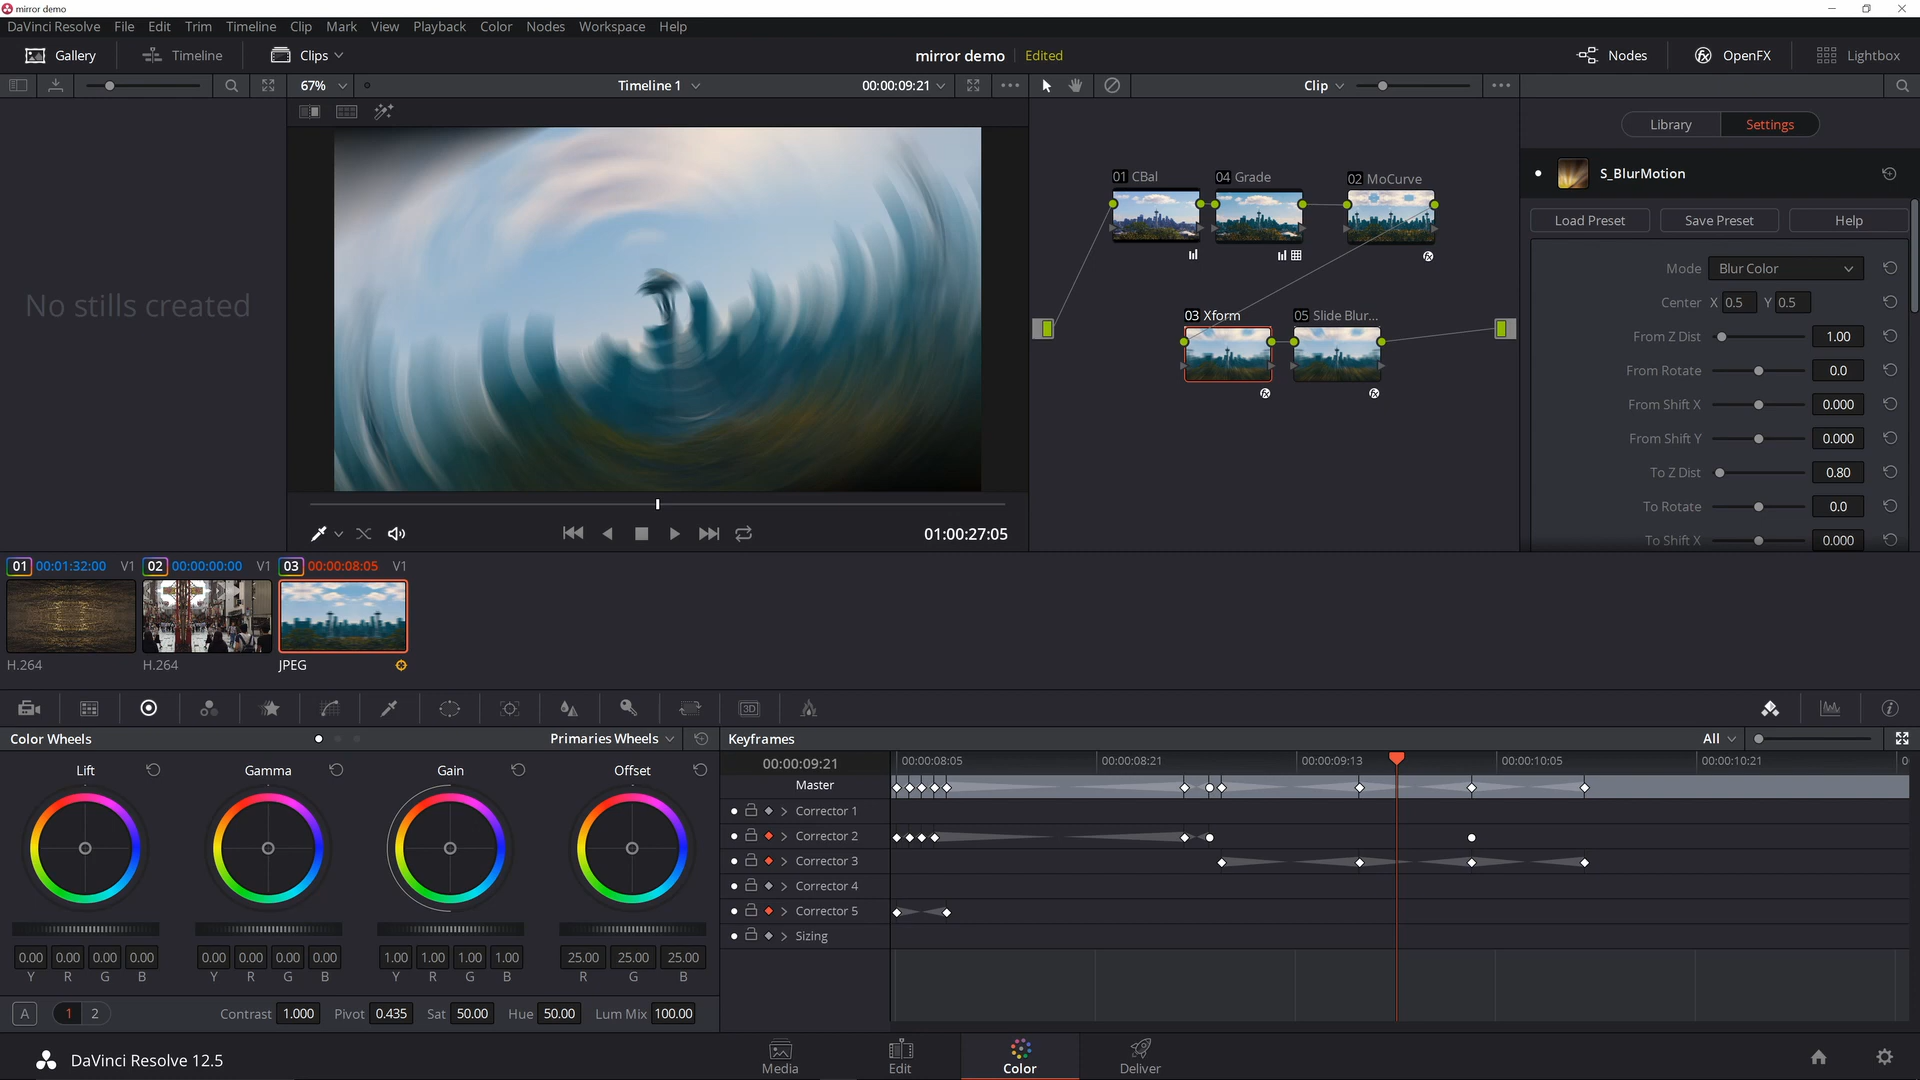 mirror demo
DaVinci Resolve File Edit Trim Timeline Clip Mark View Playback Color Nodes Workspace Help
Gallery Timeline Clips mirror demo Edited Nodes OpenFX Lightbox
67% Timeline 1 00:00:09:21 Clip
Library Settings
S_BlurMotion
Load Preset Save Preset Help
Mode Blur Color
Center X 0.5 Y 0.5
From Z Dist 1.00
From Rotate 0.0
From Shift X 0.000
From Shift Y 0.000
To Z Dist 0.80
To Rotate 0.0
To Shift X 0.000
No stills created
01 CBal 04 Grade 02 MoCurve
03 Xform 05 Slide Blur...
01:00:27:05
01 00:01:32:00 V1 02 00:00:00:00 V1 03 00:00:08:05 V1
H.264 H.264 JPEG
3D
Color Wheels Primaries Wheels
Lift Gamma Gain Offset
0.00 0.00 0.00 0.00 0.00 0.00 0.00 0.00 1.00 1.00 1.00 1.00 25.00 25.00 25.00
Y R G B Y R G B Y R G B R G B
A 1 2 Contrast 1.000 Pivot 0.435 Sat 50.00 Hue 50.00 Lum Mix 100.00
Keyframes All
00:00:09:21 00:00:08:05 00:00:08:21 00:00:09:13 00:00:10:05 00:00:10:21 0
Master
Corrector 1
Corrector 2
Corrector 3
Corrector 4
Corrector 5
Sizing
DaVinci Resolve 12.5 Media Edit Color Deliver